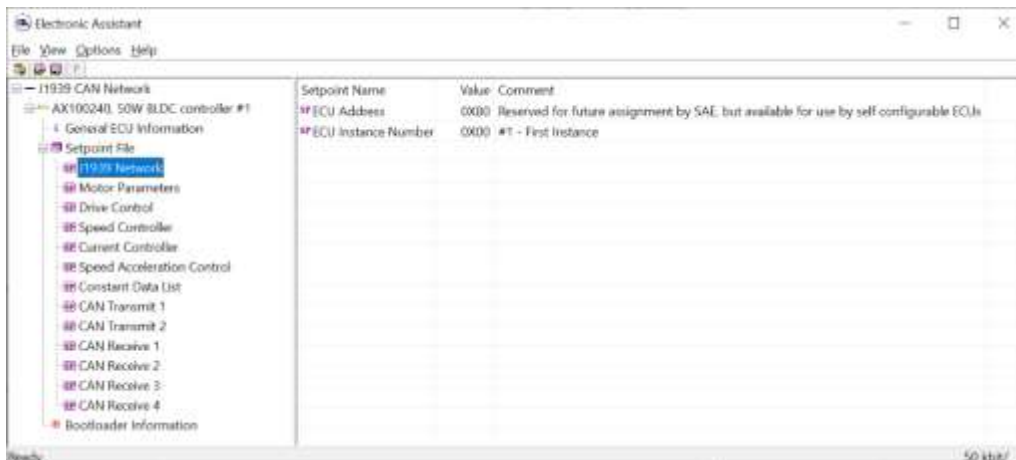 Electronic Assistant
File View Options Help
J1939 CAN Network
AX100240, 50W BLDC controller #1
General ECU Information
Setpoint File
J1939 Network
Motor Parameters
Drive Control
Speed Controller
Current Controller
Speed Acceleration Control
Constant Data List
CAN Transmit 1
CAN Transmit 2
CAN Receive 1
CAN Receive 2
CAN Receive 3
CAN Receive 4
Bootloader Information
Setpoint Name Value Comment
SP ECU Address 0XB0 Reserved for future assignment by SAE, but available for use by self configurable ECUs
SP ECU Instance Number 0X00 #1 - First Instance
Ready
50 kbit/